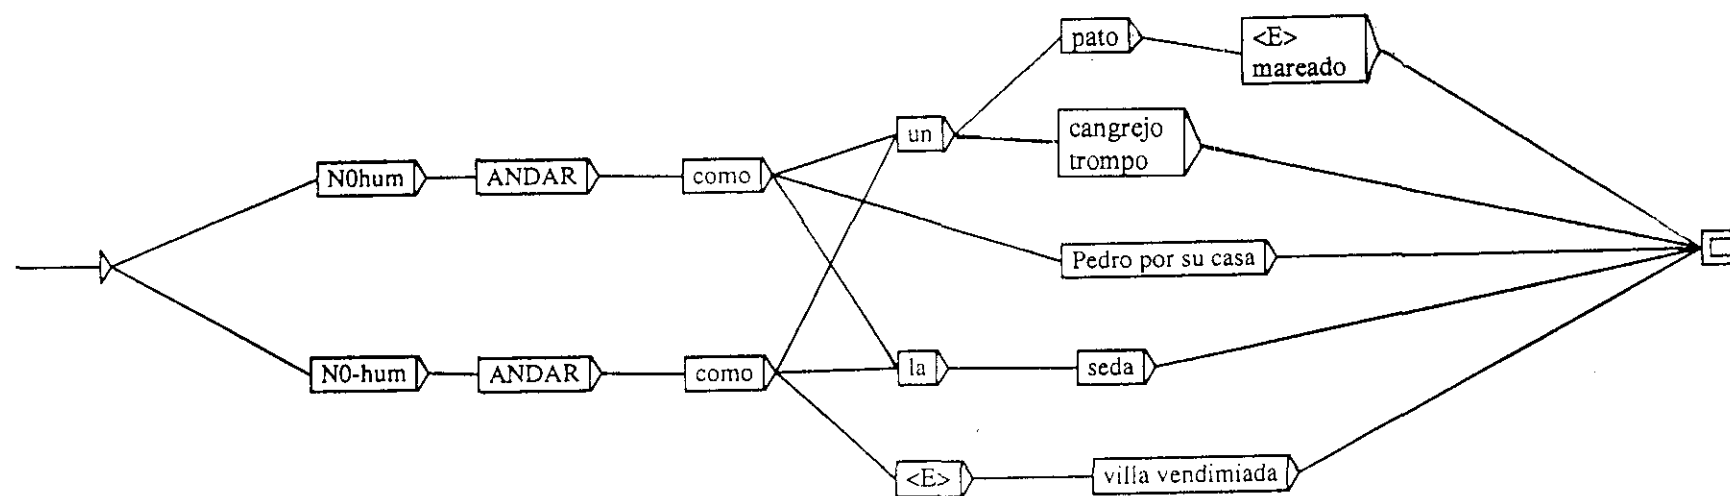 pato
<E>
mareado
un
cangrejo
trompo
N0hum
ANDAR
como
Pedro por su casa
N0-hum
ANDAR
como
la
seda
<E>
villa vendimiada